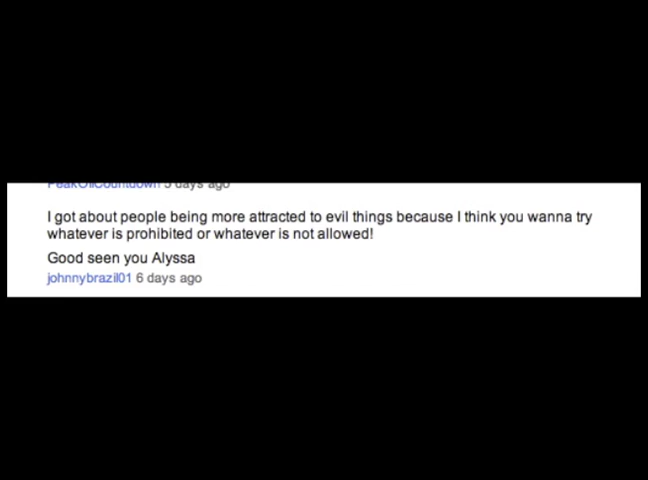 PeakOilCountdown 5 days ago
I got about people being more attracted to evil things because I think you wanna try
whatever is prohibited or whatever is not allowed!
Good seen you Alyssa
johnnybrazil01 6 days ago